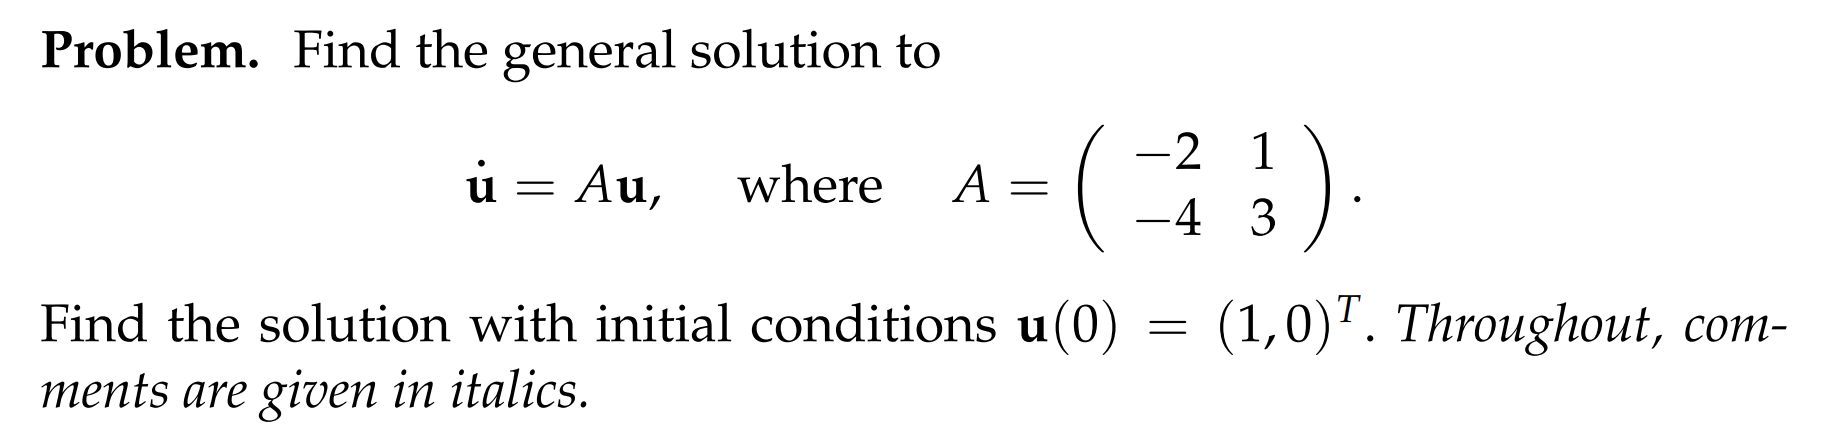 Problem. Find the general solution to
u̇ = Au, where A = ( −2 1
−4 3 ).
Find the solution with initial conditions u(0) = (1, 0)ᵀ. Throughout, com-
ments are given in italics.